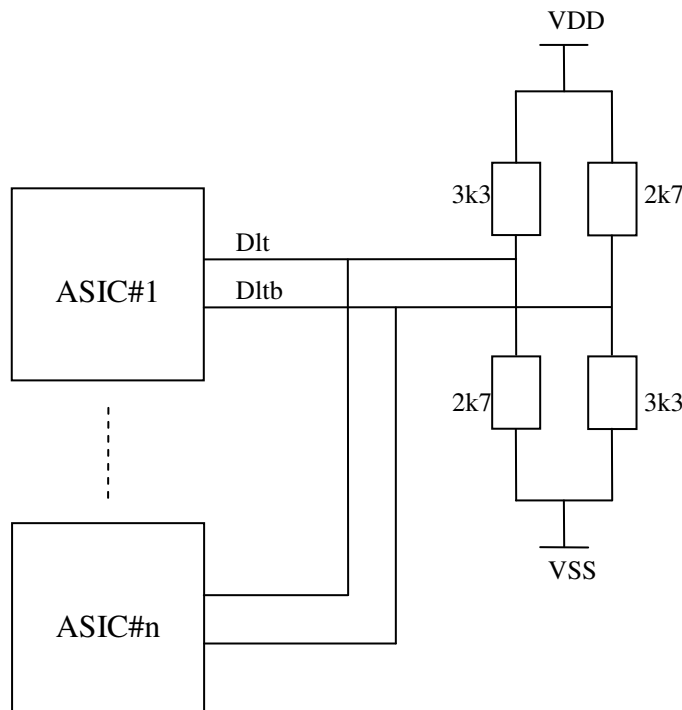 VDD
3k3
2k7
Dlt
ASIC#1
Dltb
2k7
3k3
VSS
ASIC#n